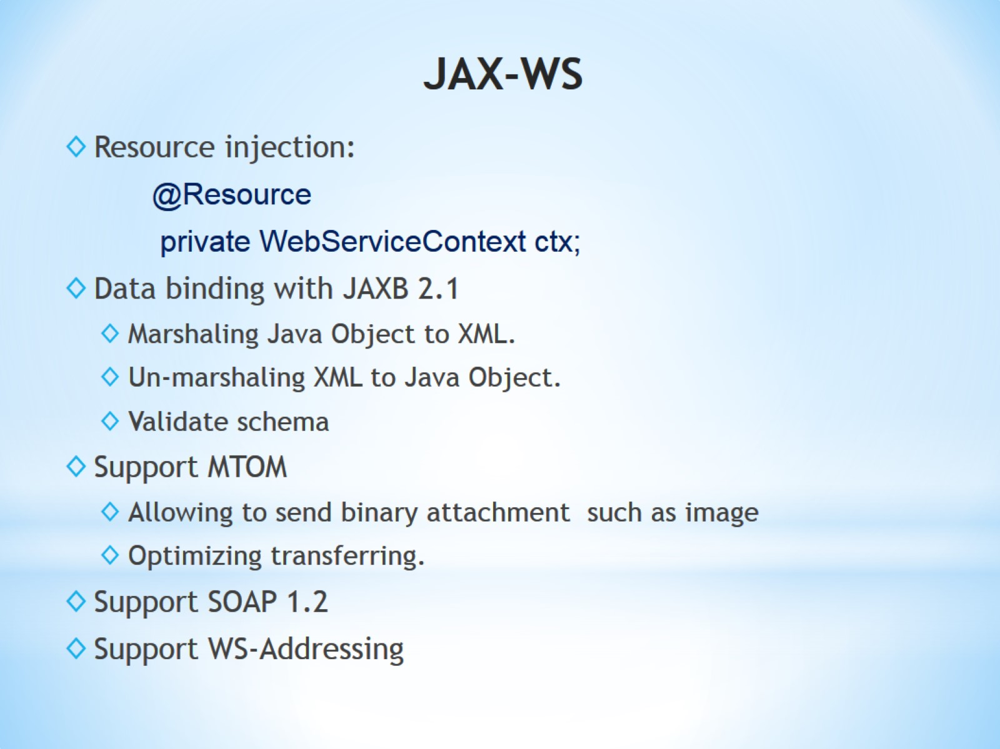 JAX-WS
Resource injection:
@Resource
private WebServiceContext ctx;
Data binding with JAXB 2.1
Marshaling Java Object to XML.
Un-marshaling XML to Java Object.
Validate schema
Support MTOM
Allowing to send binary attachment  such as image
Optimizing transferring.
Support SOAP 1.2
Support WS-Addressing